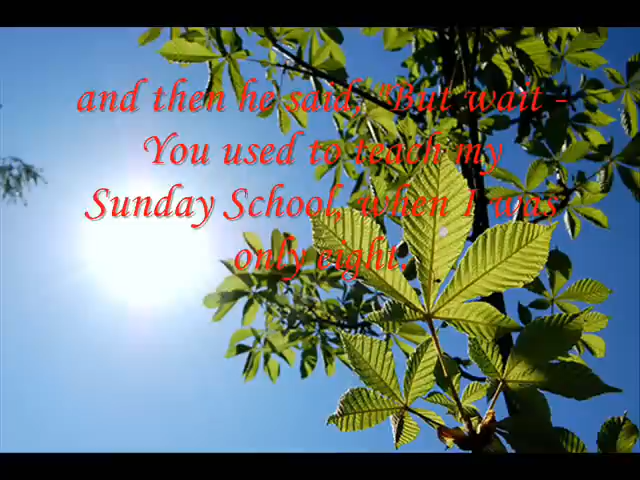 and then he said, "But wait -
You used to teach my
Sunday School, when I was
only eight.